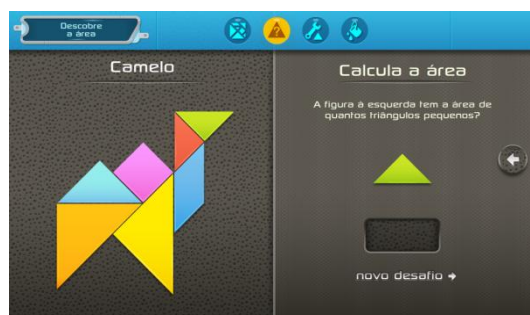 Descobre
a área
Camelo
Calcula a área
A figura à esquerda tem a área de
quantos triângulos pequenos?
novo desafio